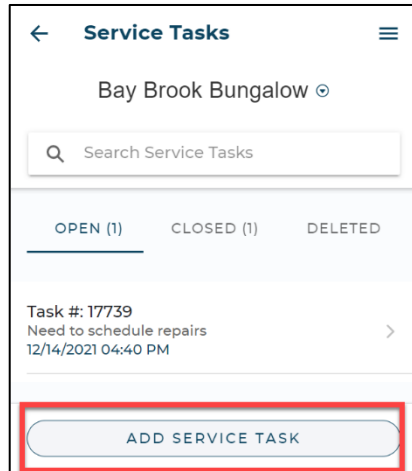 Service Tasks
Bay Brook Bungalow
Search Service Tasks
OPEN (1) CLOSED (1) DELETED
Task #: 17739
Need to schedule repairs
12/14/2021 04:40 PM
ADD SERVICE TASK